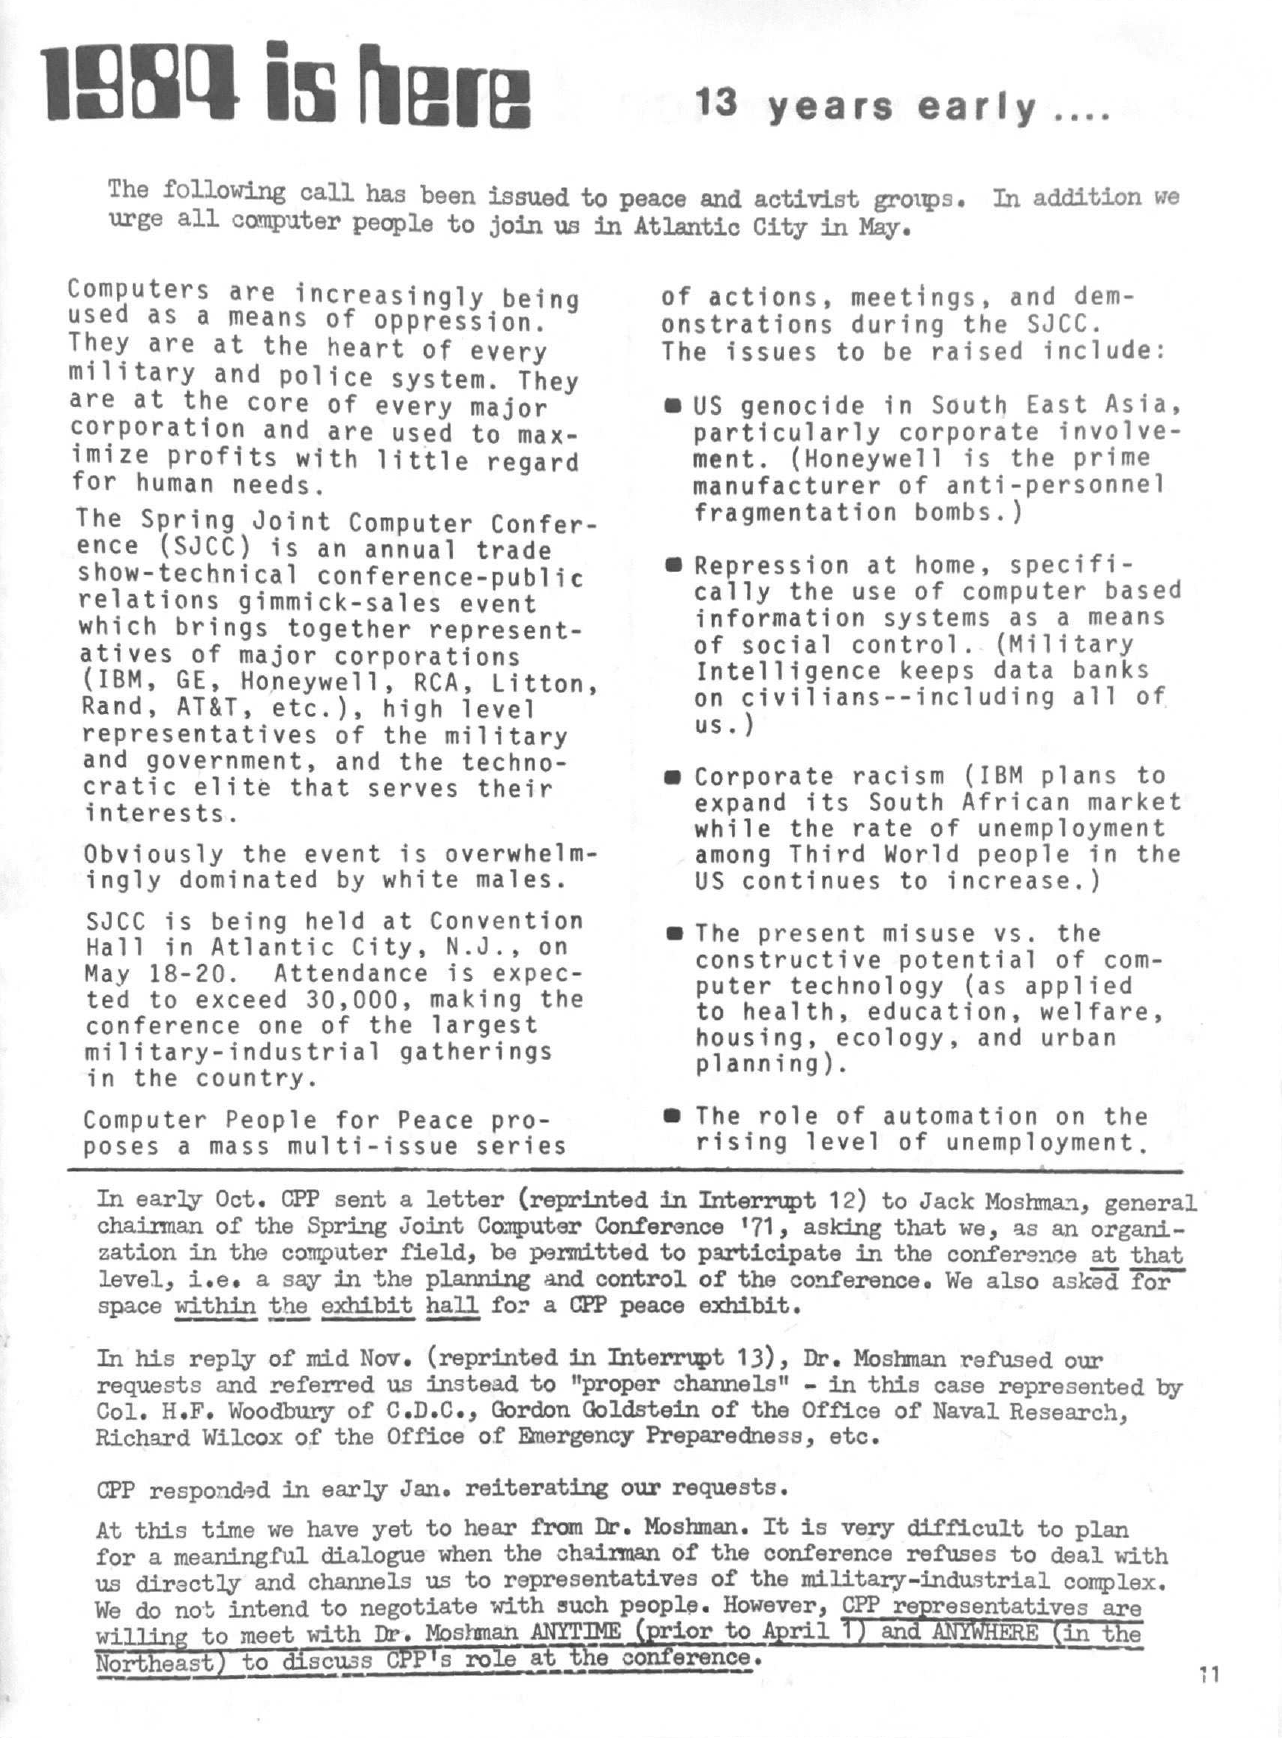 1984 is here
13 years early....
The following call has been issued to peace and activist groups. In addition we
urge all computer people to join us in Atlantic City in May.
Computers are increasingly being
used as a means of oppression.
They are at the heart of every
military and police system. They
are at the core of every major
corporation and are used to max-
imize profits with little regard
for human needs.
The Spring Joint Computer Confer-
ence (SJCC) is an annual trade
show-technical conference-public
relations gimmick-sales event
which brings together represent-
atives of major corporations
(IBM, GE, Honeywell, RCA, Litton,
Rand, AT&T, etc.), high level
representatives of the military
and government, and the techno-
cratic elite that serves their
interests.
Obviously the event is overwhelm-
ingly dominated by white males.
SJCC is being held at Convention
Hall in Atlantic City, N.J., on
May 18-20. Attendance is expec-
ted to exceed 30,000, making the
conference one of the largest
military-industrial gatherings
in the country.
Computer People for Peace pro-
poses a mass multi-issue series
of actions, meetings, and dem-
onstrations during the SJCC.
The issues to be raised include:
■ US genocide in South East Asia,
particularly corporate involve-
ment. (Honeywell is the prime
manufacturer of anti-personnel
fragmentation bombs.)
■ Repression at home, specifi-
cally the use of computer based
information systems as a means
of social control. (Military
Intelligence keeps data banks
on civilians--including all of
us.)
■ Corporate racism (IBM plans to
expand its South African market
while the rate of unemployment
among Third World people in the
US continues to increase.)
■ The present misuse vs. the
constructive potential of com-
puter technology (as applied
to health, education, welfare,
housing, ecology, and urban
planning).
■ The role of automation on the
rising level of unemployment.
In early Oct. CPP sent a letter (reprinted in Interrupt 12) to Jack Moshman, general
chairman of the Spring Joint Computer Conference '71, asking that we, as an organi-
zation in the computer field, be permitted to participate in the conference at that
level, i.e. a say in the planning and control of the conference. We also asked for
space within the exhibit hall for a CPP peace exhibit.
In his reply of mid Nov. (reprinted in Interrupt 13), Dr. Moshman refused our
requests and referred us instead to "proper channels" - in this case represented by
Col. H.F. Woodbury of C.D.C., Gordon Goldstein of the Office of Naval Research,
Richard Wilcox of the Office of Emergency Preparedness, etc.
CPP responded in early Jan. reiterating our requests.
At this time we have yet to hear from Dr. Moshman. It is very difficult to plan
for a meaningful dialogue when the chairman of the conference refuses to deal with
us directly and channels us to representatives of the military-industrial complex.
We do not intend to negotiate with such people. However, CPP representatives are
willing to meet with Dr. Moshman ANYTIME (prior to April 1) and ANYWHERE (in the
Northeast) to discuss CPP's role at the conference.
11